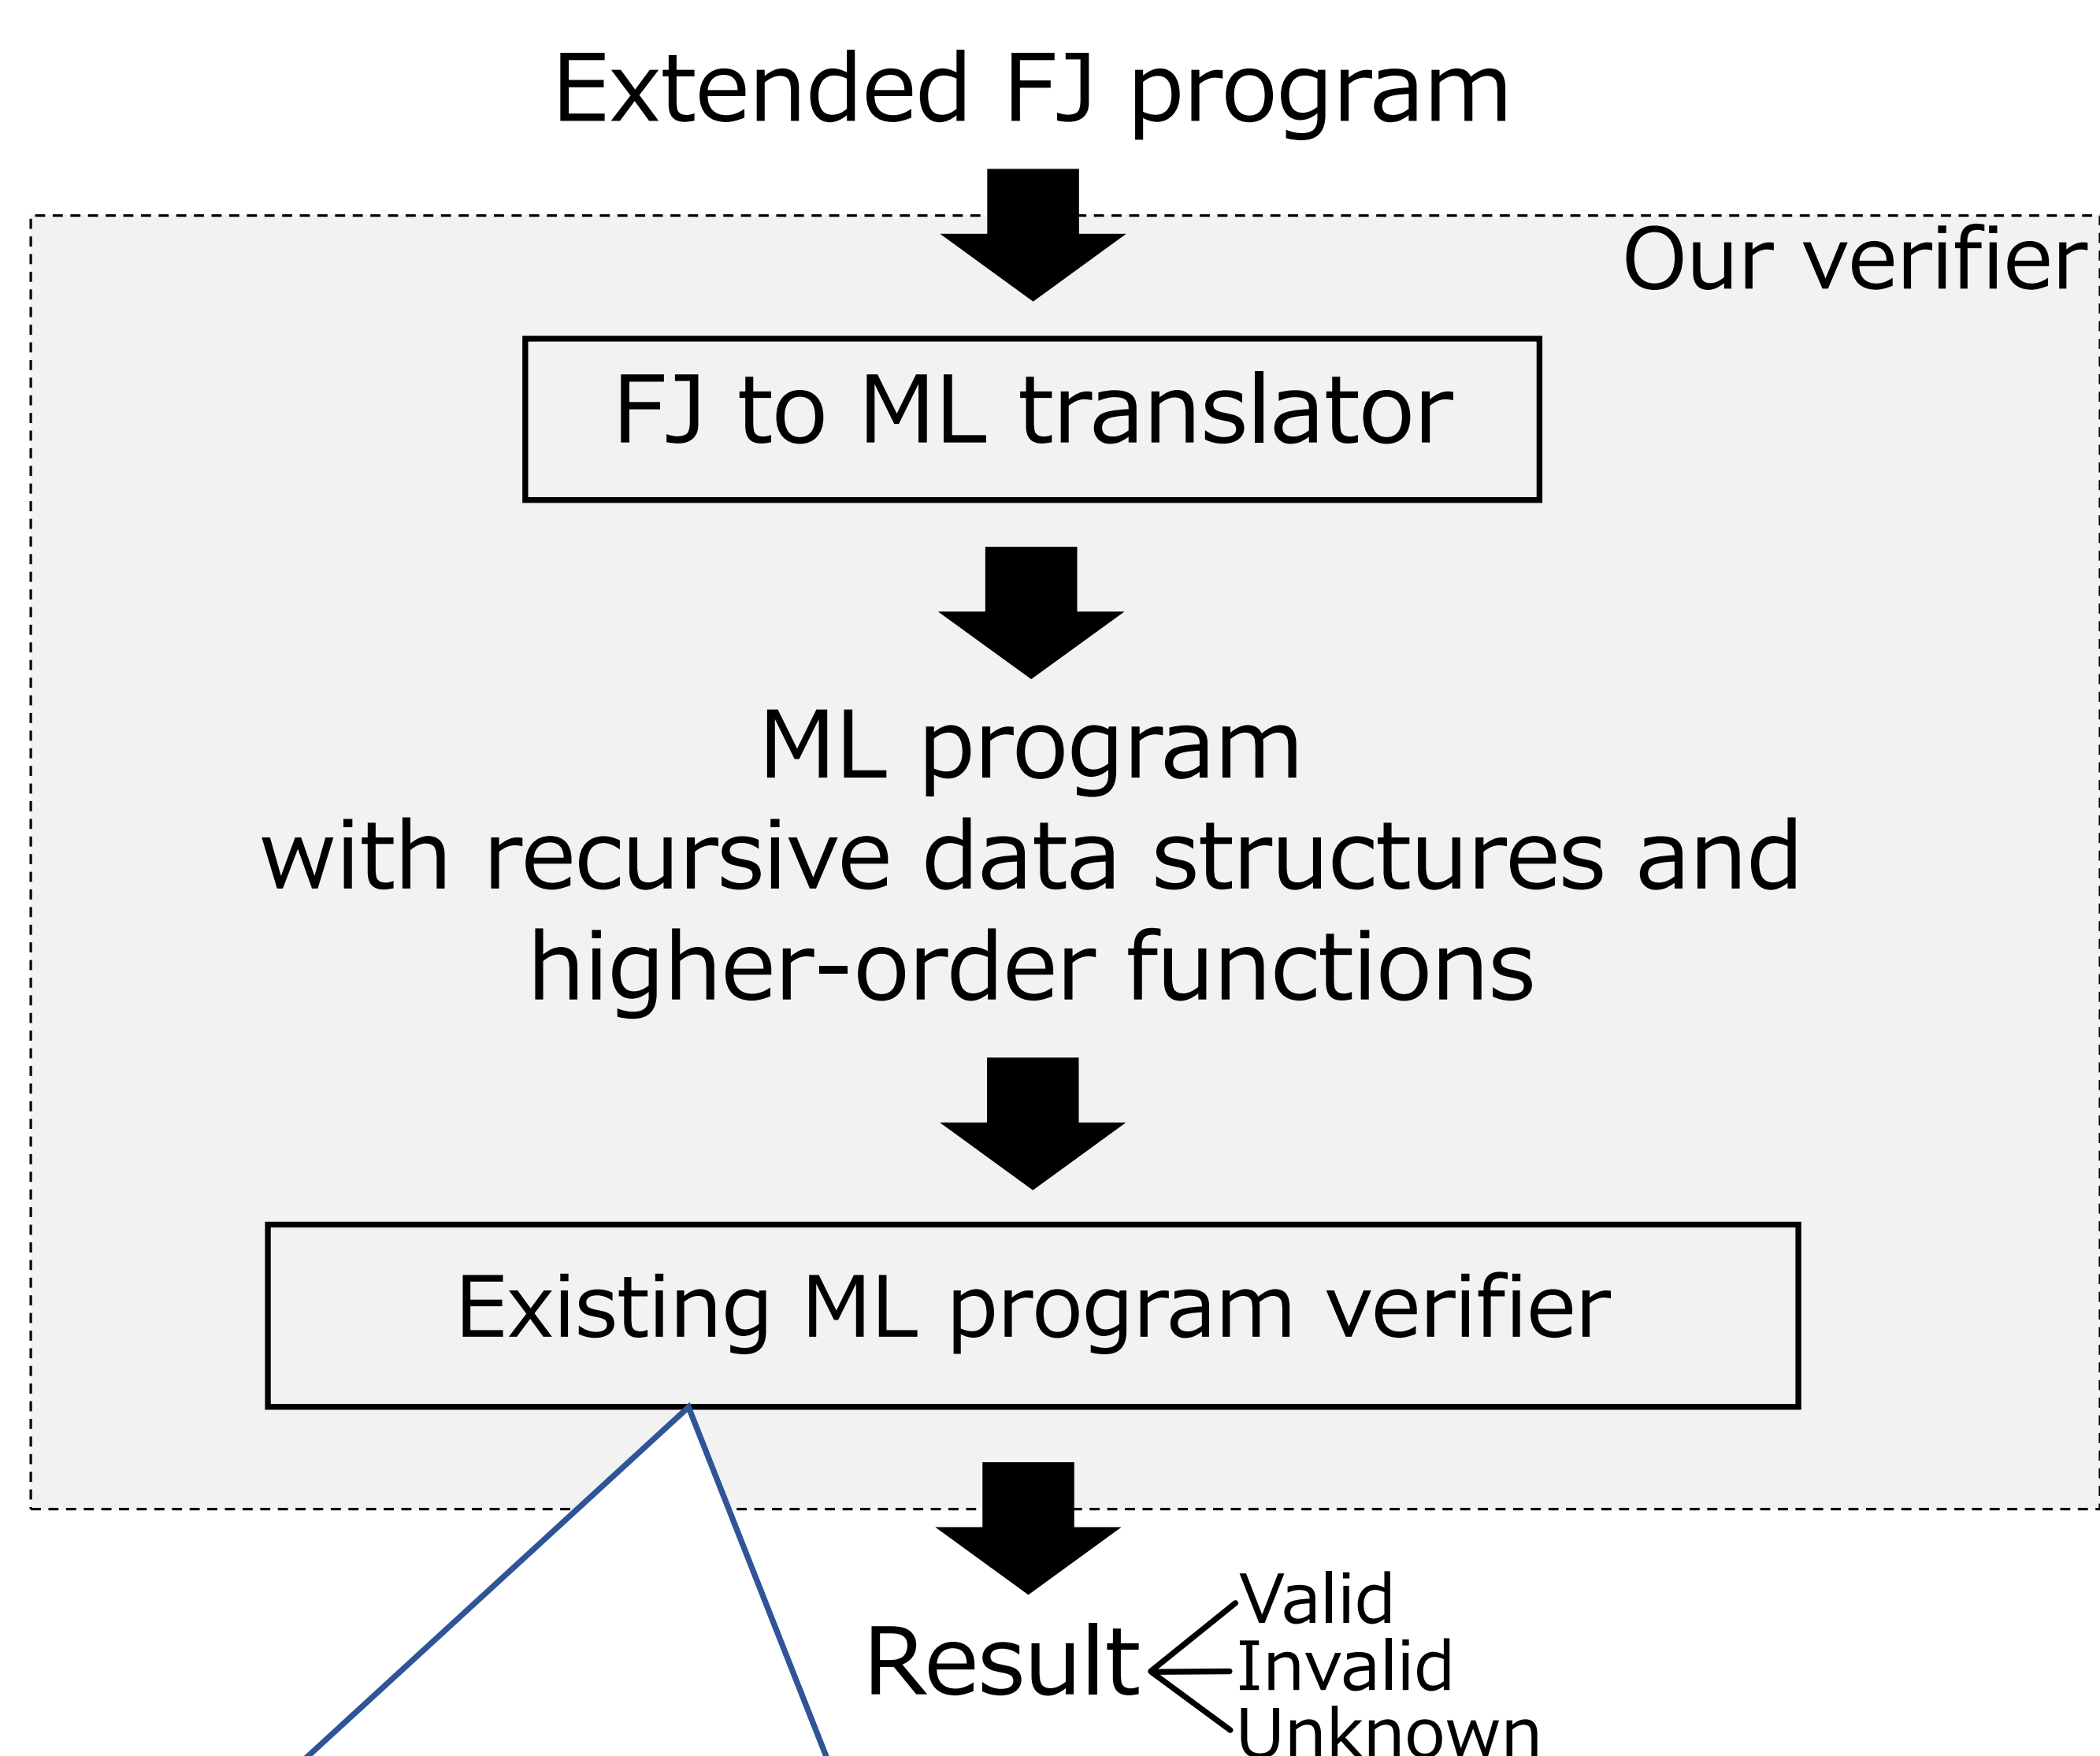 Extended FJ program
Our verifier
FJ to ML translator
ML program
with recursive data structures and
higher-order functions
Existing ML program verifier
Valid
Result
Invalid
Unknown